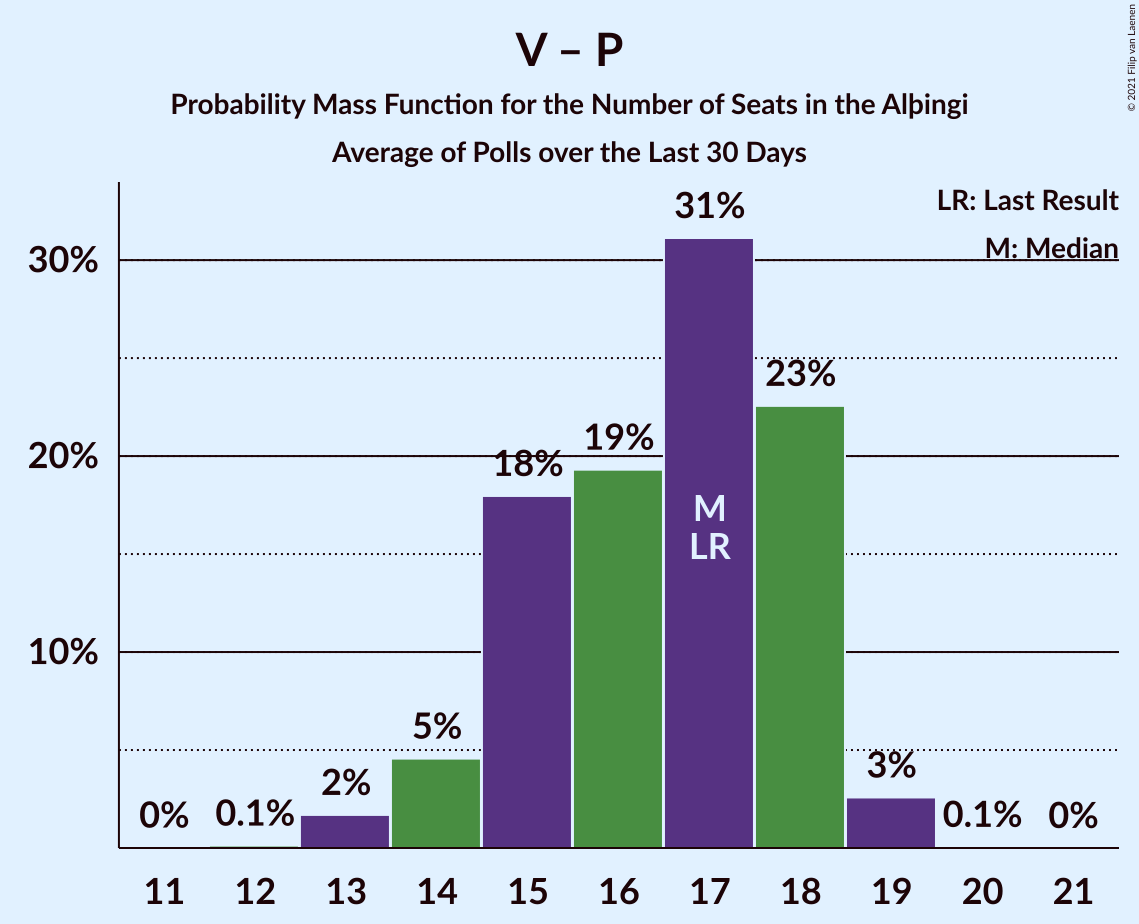 V – P
Probability Mass Function for the Number of Seats in the Alþingi
Average of Polls over the Last 30 Days
© 2021 Filip van Laenen
LR: Last Result
M: Median
30%
20%
10%
0%
0.1%
2%
5%
18%
19%
31%
23%
3%
0.1%
0%
M
LR
11 12 13 14 15 16 17 18 19 20 21